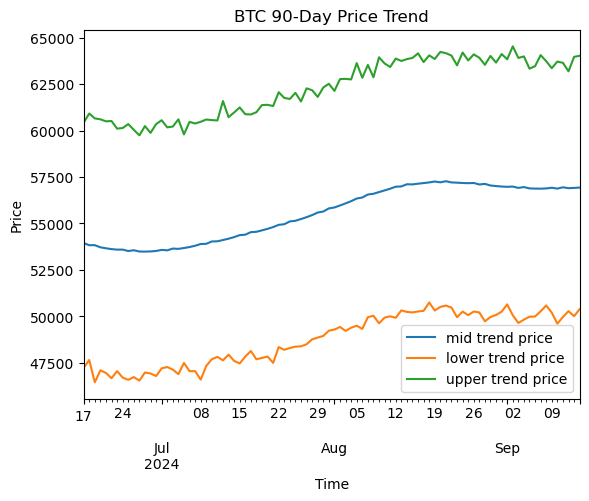 BTC 90-Day Price Trend
65000
62500
60000
57500
55000
52500
50000
47500
Price
mid trend price
lower trend price
upper trend price
17 24 08 15 22 29 05 12 19 26 02 09
Jul Aug Sep
2024
Time